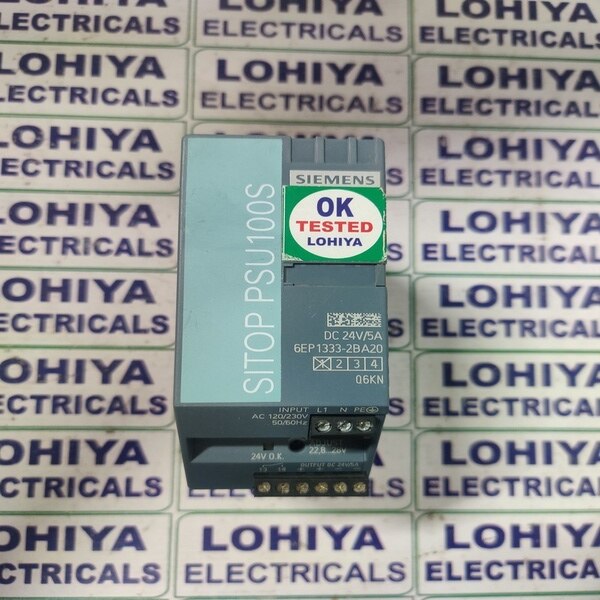 LOHIYA
ELECTRICALS
SITOP PSU100S
SIEMENS
OK
TESTED
LOHIYA
DC 24V/5A
6EP1333-2BA20
1 2 3 4
Q6KN
INPUT L1 N PE
AC 120/230V
50/60Hz
22.8...28V
24V O.K.
OUTPUT DC 24V/5A